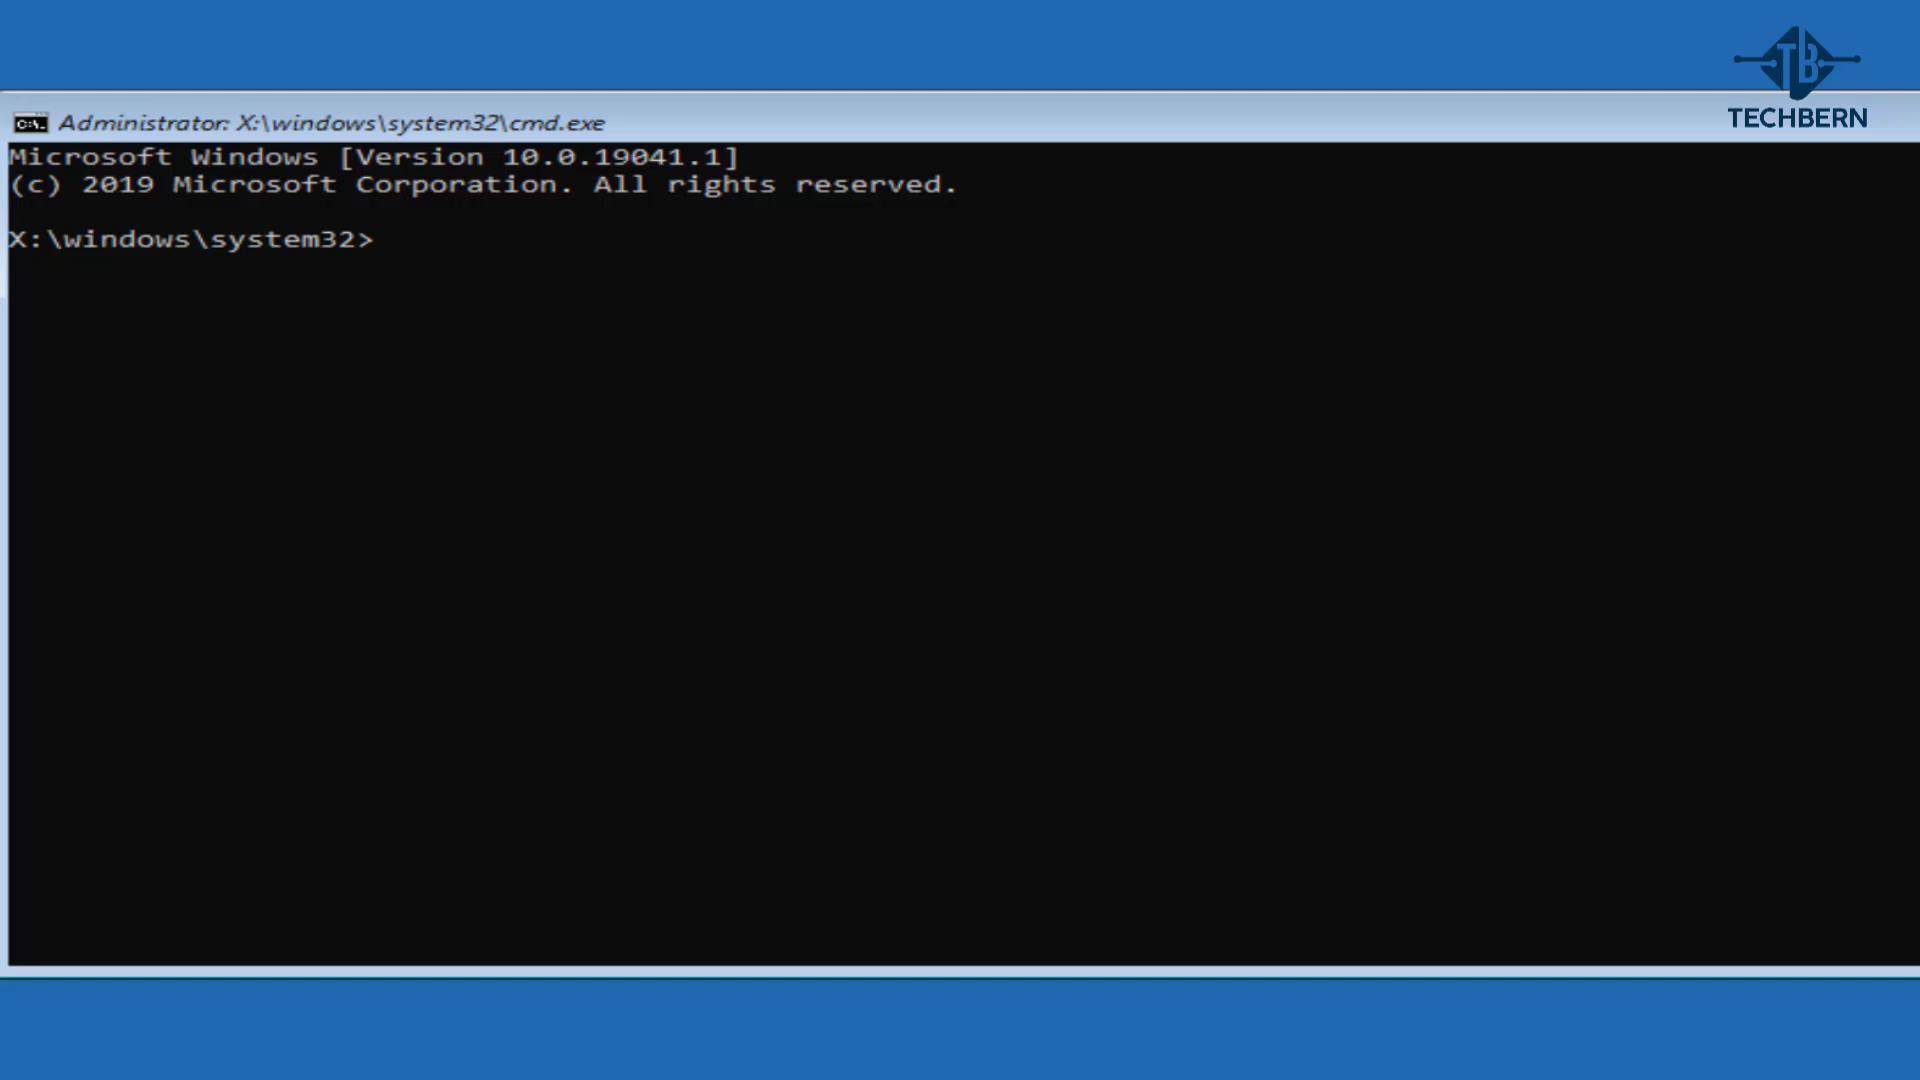 TB
TECHBERN
C:\.
Administrator: X:\windows\system32\cmd.exe
Microsoft Windows [Version 10.0.19041.1]
(c) 2019 Microsoft Corporation. All rights reserved.
X:\windows\system32>